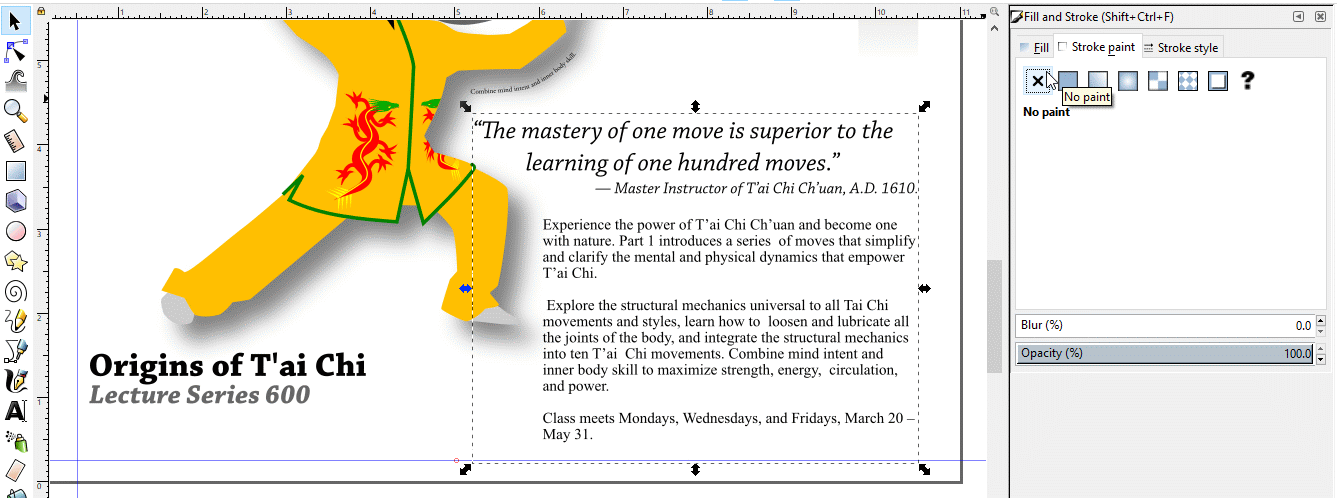 1 2 3 4 5 6 7 8 9 10 11
Fill and Stroke (Shift+Ctrl+F)
Fill Stroke paint Stroke style
No paint
No paint
Blur (%) 0.0
Opacity (%) 100.0
5
4
3
2
1
0
Combine mind intent and inner body skill.
“The mastery of one move is superior to the
learning of one hundred moves.”
— Master Instructor of T'ai Chi Ch'uan, A.D. 1610.
Experience the power of T’ai Chi Ch’uan and become one
with nature. Part 1 introduces a series  of moves that simplify
and clarify the mental and physical dynamics that empower
T’ai Chi.
Explore the structural mechanics universal to all Tai Chi
movements and styles, learn how to  loosen and lubricate all
the joints of the body, and integrate the structural mechanics
into ten T’ai  Chi movements. Combine mind intent and
inner body skill to maximize strength, energy,  circulation,
and power.
Class meets Mondays, Wednesdays, and Fridays, March 20 –
May 31.
Origins of T'ai Chi
Lecture Series 600